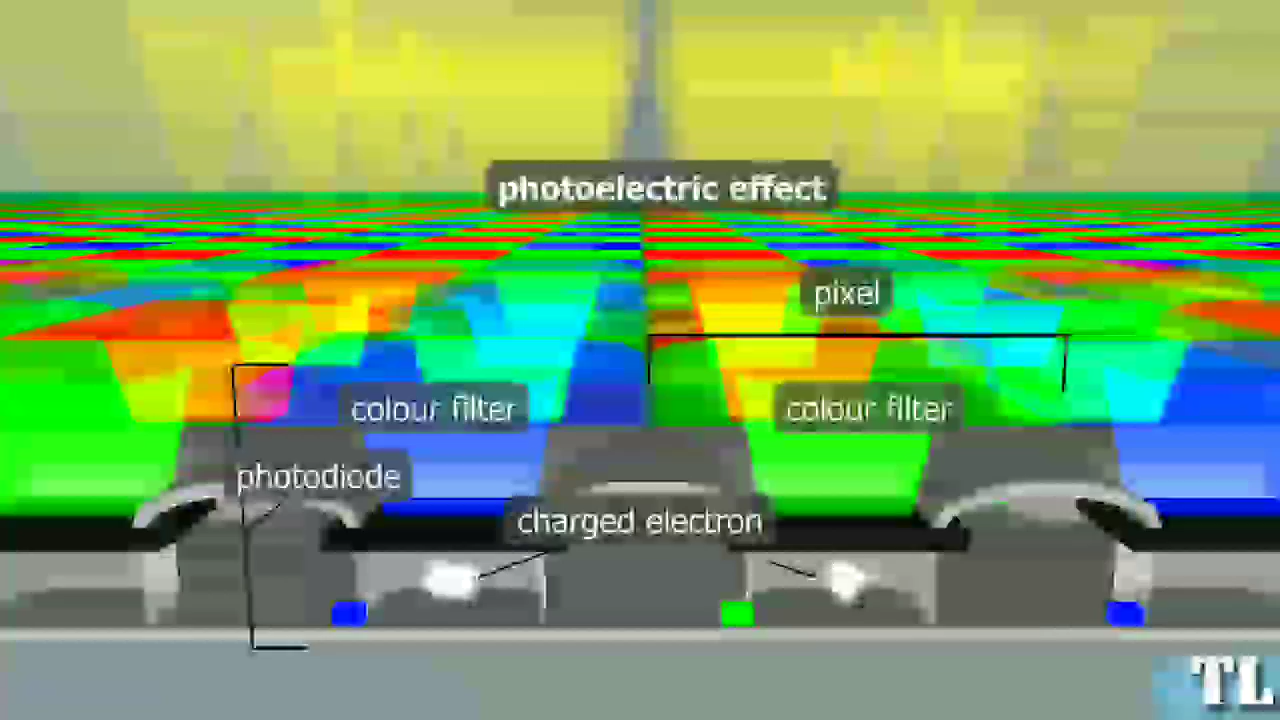 photoelectric effect
pixel
colour filter
colour filter
photodiode
charged electron
TL